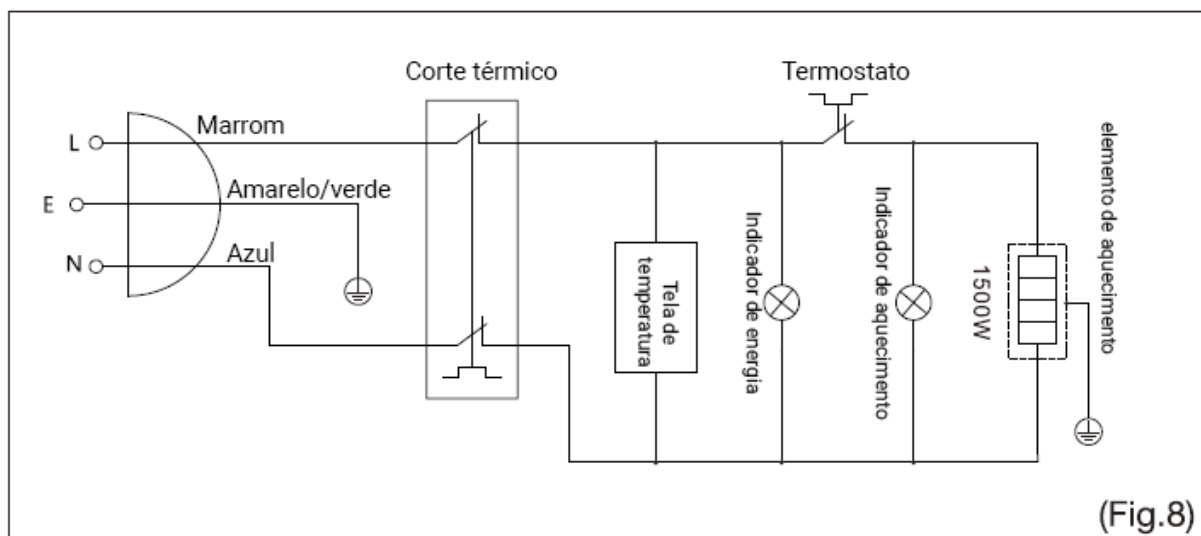 Corte térmico
Termostato
L
Marrom
E
Amarelo/verde
N
Azul
Tela de
temperatura
Indicador de energia
Indicador de aquecimento
1500W
elemento de aquecimento
(Fig.8)